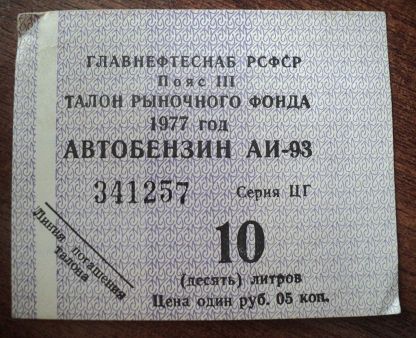 ГЛАВНЕФТЕСНАБ РСФСР
Пояс III
ТАЛОН РЫНОЧНОГО ФОНДА
1977 год
АВТОБЕНЗИН АИ-93
341257 Серия ЦГ
Линия погашения
талона
10
(десять) литров
Цена один руб. 05 коп.